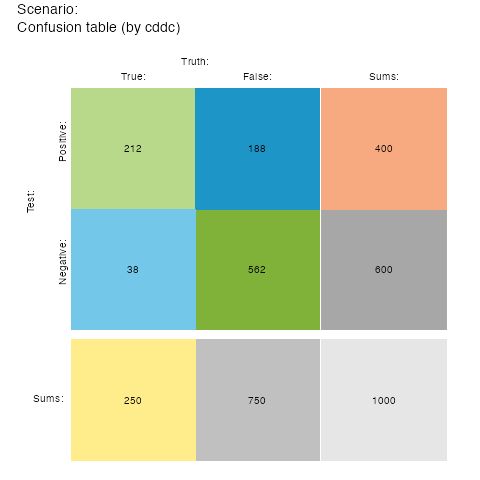 Scenario:
Confusion table (by cddc)
Truth:
True: False: Sums:
Test:
Positive: 212 188 400
Negative: 38 562 600
Sums: 250 750 1000